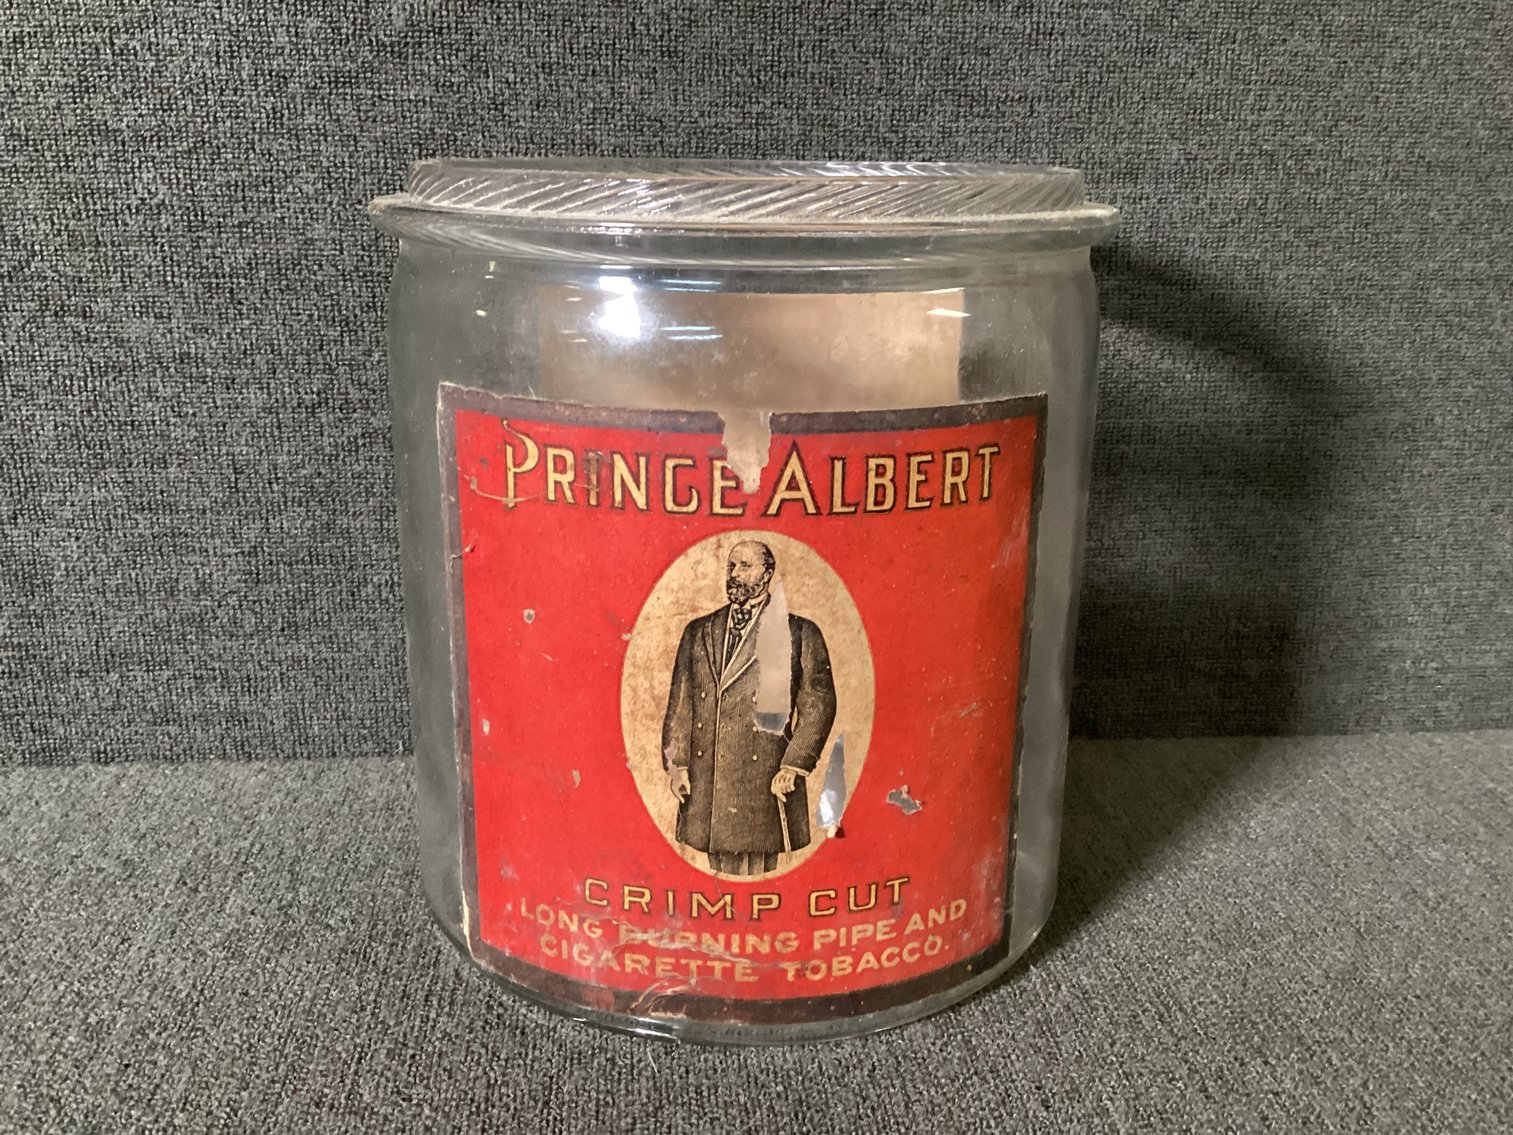 PRINCE ALBERT
CRIMP CUT
LONG BURNING PIPE AND
CIGARETTE TOBACCO.